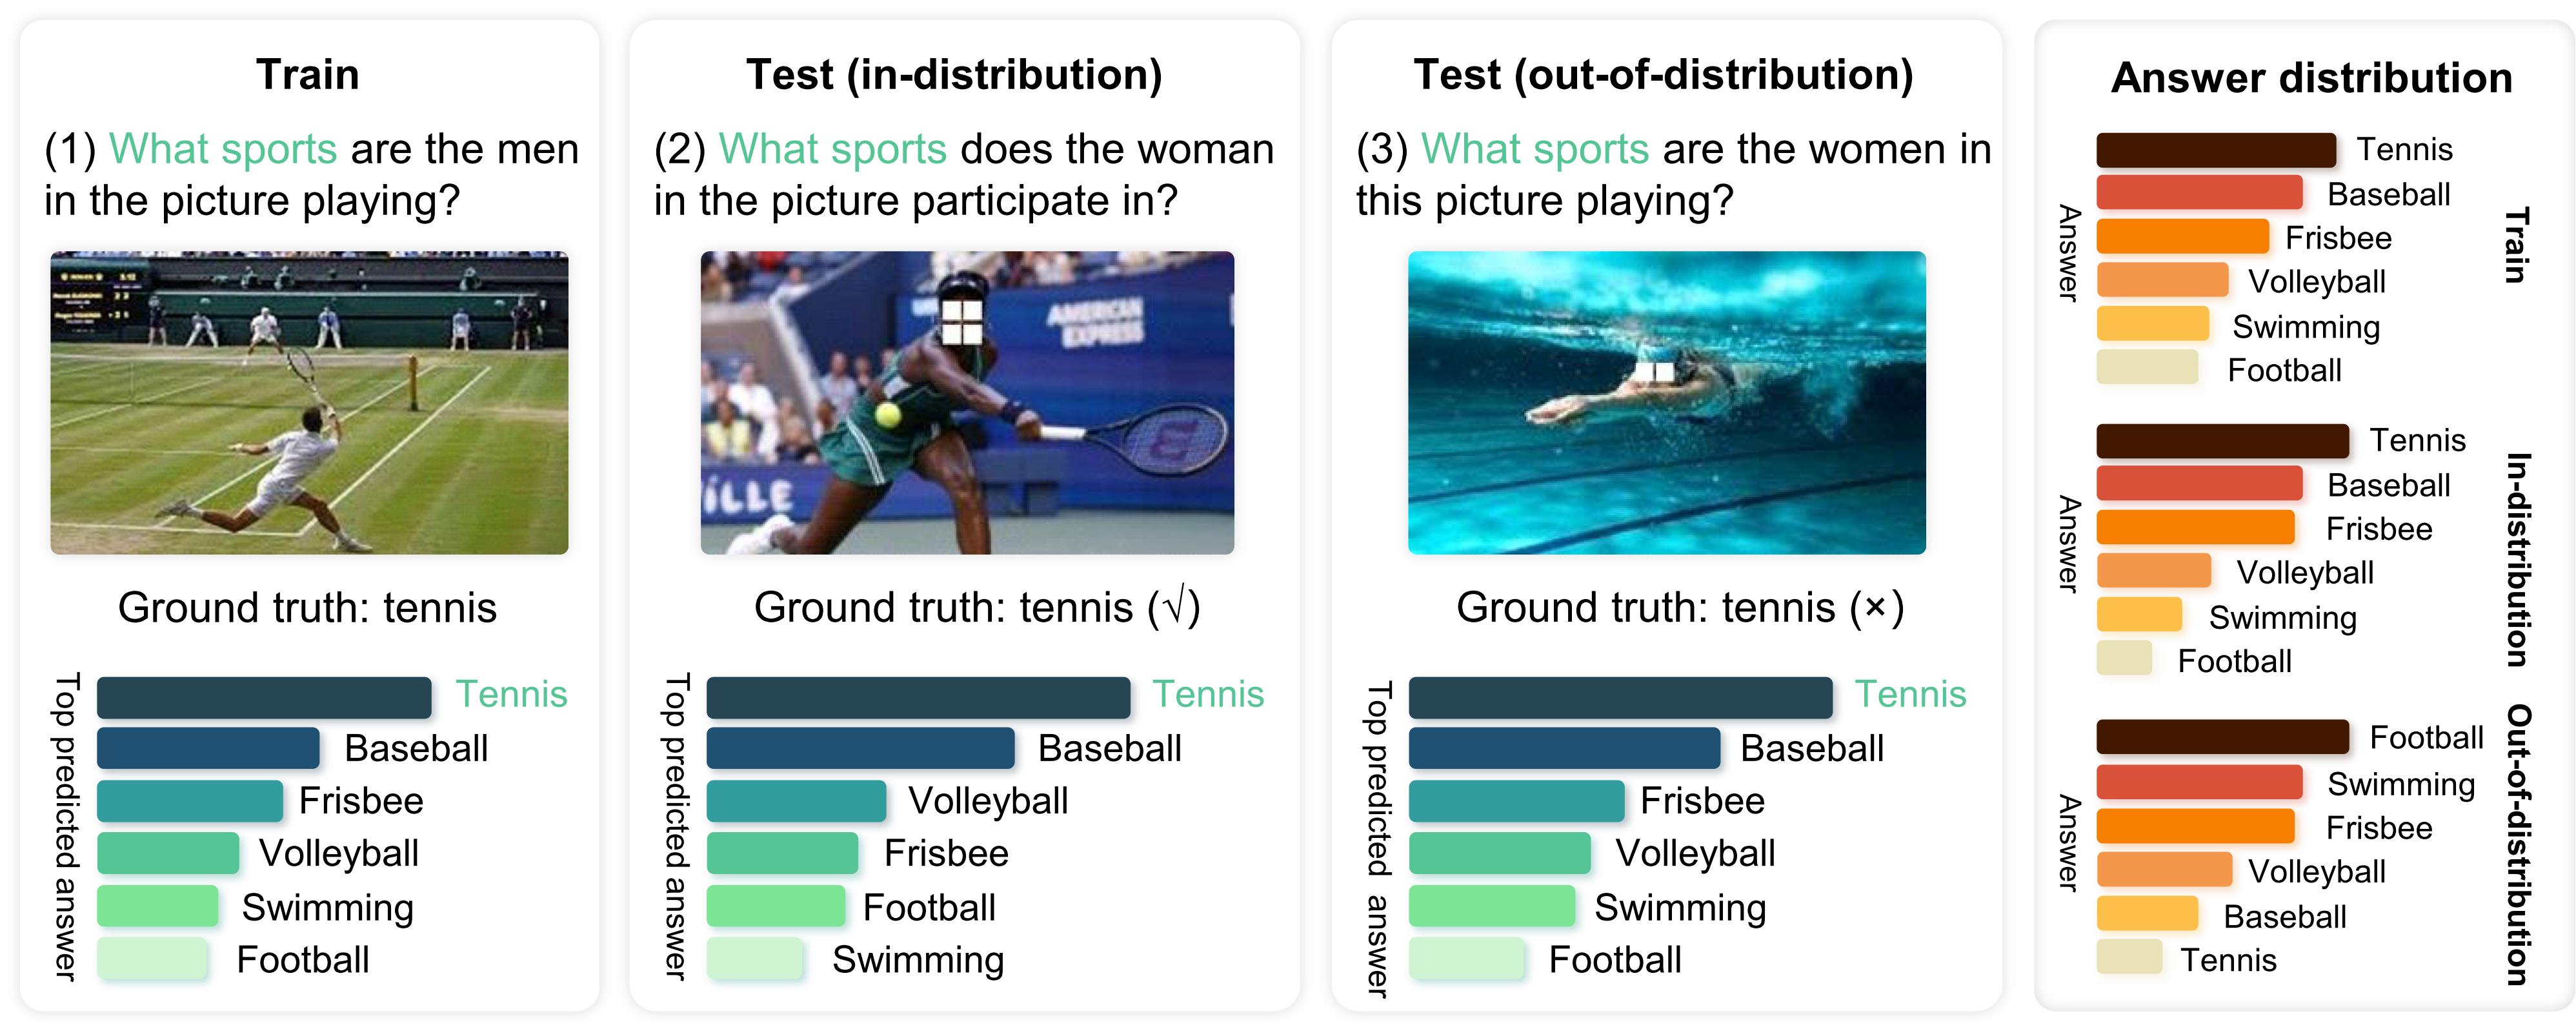 Train
(1) What sports are the men
in the picture playing?
Ground truth: tennis
Top predicted answer
Tennis
Baseball
Frisbee
Volleyball
Swimming
Football
Test (in-distribution)
(2) What sports does the woman
in the picture participate in?
AMERICAN
EXPRESS
ILLE
Ground truth: tennis (√)
Top predicted answer
Tennis
Baseball
Volleyball
Frisbee
Football
Swimming
Test (out-of-distribution)
(3) What sports are the women in
this picture playing?
Ground truth: tennis (×)
Top predicted answer
Tennis
Baseball
Frisbee
Volleyball
Swimming
Football
Answer distribution
Answer
Tennis
Baseball
Frisbee
Volleyball
Swimming
Football
Train
Answer
Tennis
Baseball
Frisbee
Volleyball
Swimming
Football
In-distribution
Answer
Football
Swimming
Frisbee
Volleyball
Baseball
Tennis
Out-of-distribution